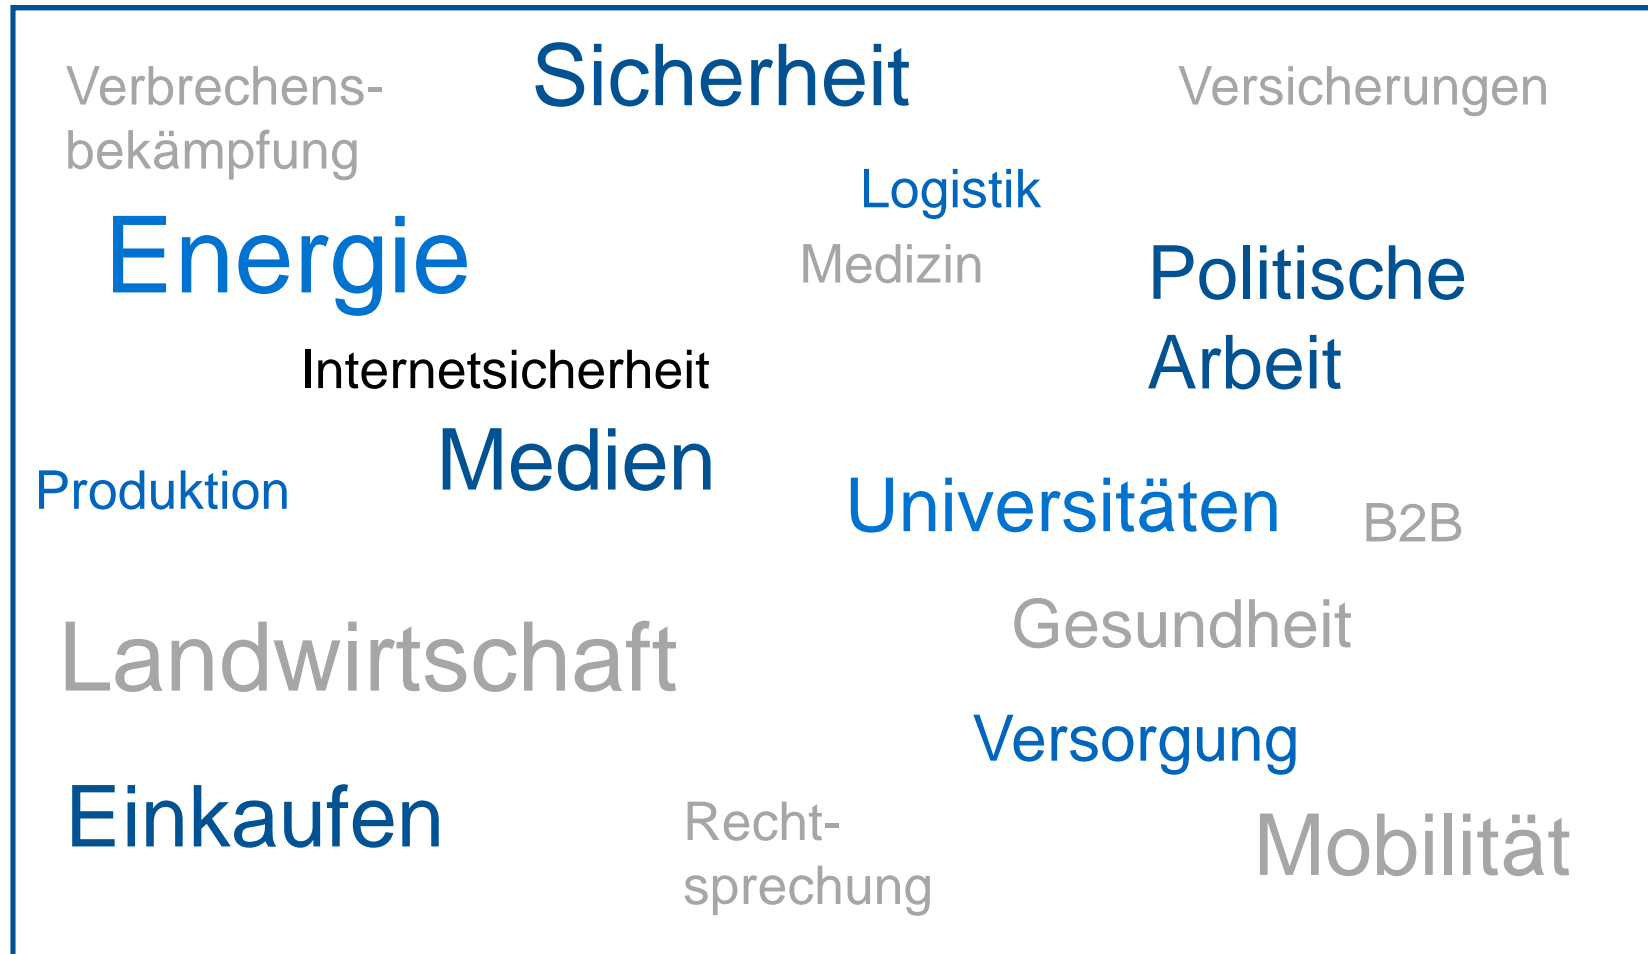 Sicherheit
Verbrechens-
bekämpfung
Versicherungen
Logistik
Energie
Medizin
Politische
Arbeit
Internetsicherheit
Medien
Produktion
Universitäten
B2B
Landwirtschaft
Gesundheit
Versorgung
Einkaufen
Recht-
sprechung
Mobilität